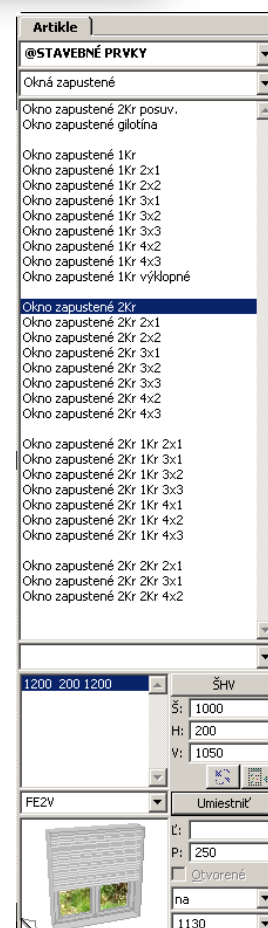 Artikle
@STAVEBNÉ PRVKY
Okná zapustené
Okno zapustené 2Kr posuv.
Okno zapustené gilotína
Okno zapustené 1Kr
Okno zapustené 1Kr 2x1
Okno zapustené 1Kr 2x2
Okno zapustené 1Kr 3x1
Okno zapustené 1Kr 3x2
Okno zapustené 1Kr 3x3
Okno zapustené 1Kr 4x2
Okno zapustené 1Kr 4x3
Okno zapustené 1Kr výklopné
Okno zapustené 2Kr
Okno zapustené 2Kr 2x1
Okno zapustené 2Kr 2x2
Okno zapustené 2Kr 3x1
Okno zapustené 2Kr 3x2
Okno zapustené 2Kr 3x3
Okno zapustené 2Kr 4x2
Okno zapustené 2Kr 4x3
Okno zapustené 2Kr 1Kr 2x1
Okno zapustené 2Kr 1Kr 3x1
Okno zapustené 2Kr 1Kr 3x2
Okno zapustené 2Kr 1Kr 3x3
Okno zapustené 2Kr 1Kr 4x1
Okno zapustené 2Kr 1Kr 4x2
Okno zapustené 2Kr 1Kr 4x3
Okno zapustené 2Kr 2Kr 2x1
Okno zapustené 2Kr 2Kr 3x1
Okno zapustené 2Kr 2Kr 4x2
1200 200 1200
ŠHV
Š: 1000
H: 200
V: 1050
FE2V
Umiestniť
Ľ:
P: 250
Otvorené
na
1130